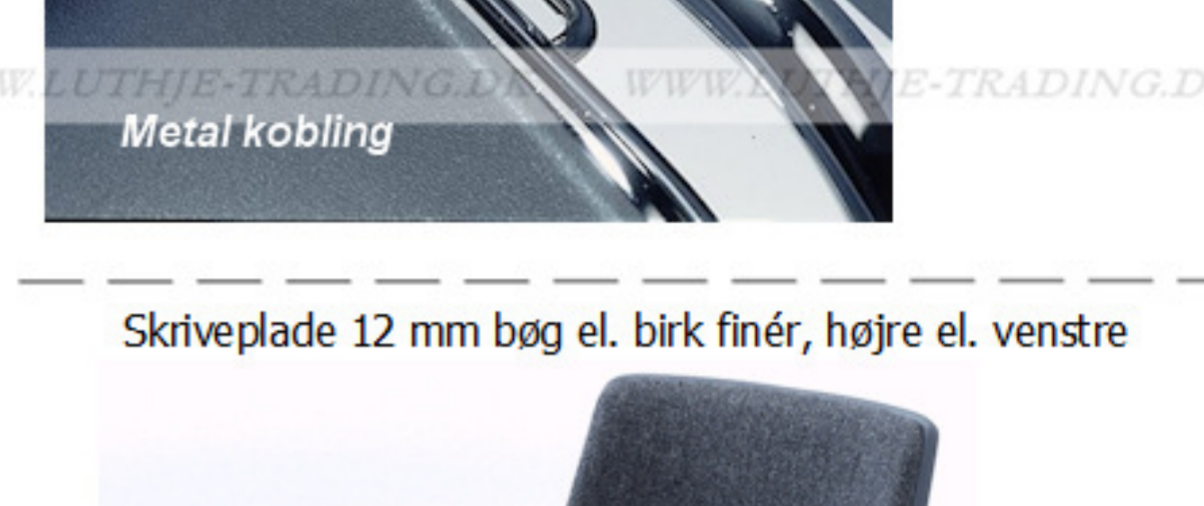 W.LUTHJE-TRADING.DK WWW.LUTHJE-TRADING.D
Metal kobling
Skriveplade 12 mm bøg el. birk finér, højre el. venstre